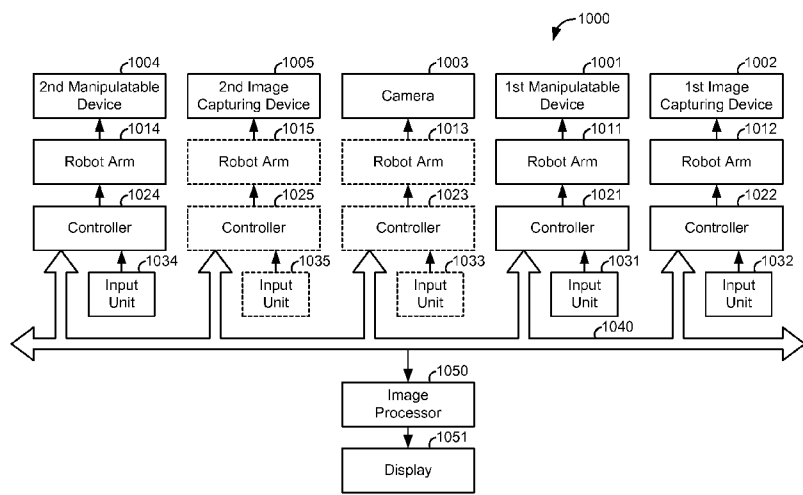 1000
1004
1005
1003
1001
1002
2nd Manipulatable
Device
2nd Image
Capturing Device
Camera
1st Manipulatable
Device
1st Image
Capturing Device
1014
1015
1013
1011
1012
Robot Arm
Robot Arm
Robot Arm
Robot Arm
Robot Arm
1024
1025
1023
1021
1022
Controller
Controller
Controller
Controller
Controller
1034
1035
1033
1031
1032
Input
Unit
Input
Unit
Input
Unit
Input
Unit
Input
Unit
1040
1050
Image
Processor
1051
Display